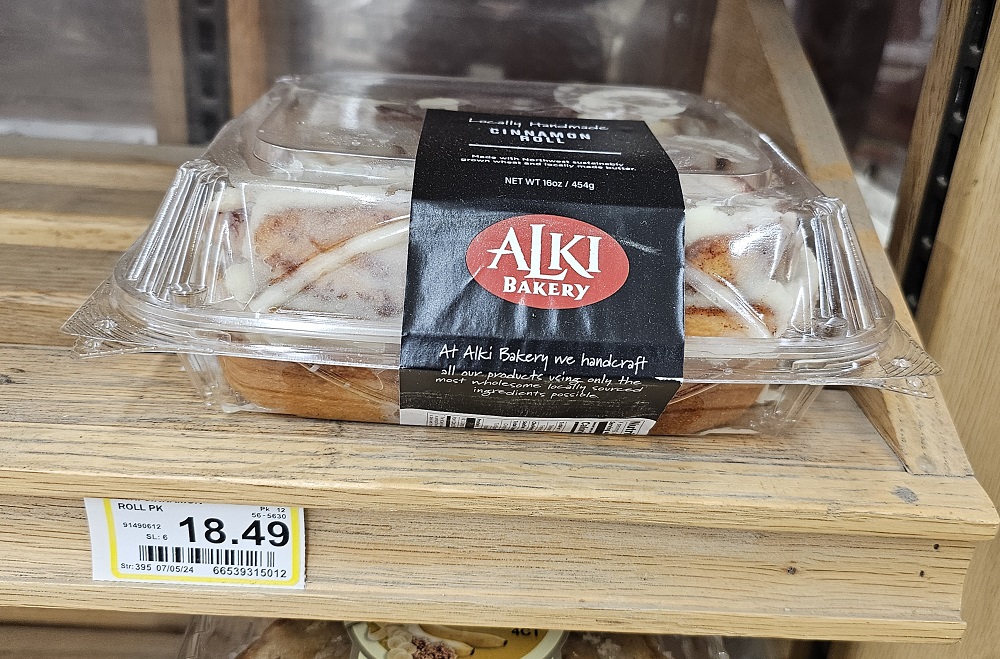 Locally Handmade
CINNAMON
ROLL
Made with Northwest sustainably
grown wheat and locally made butter.
NET WT 16oz / 454g
ALKI
BAKERY
At Alki Bakery we handcraft
all our products using only the
most wholesome locally sourced
ingredients possible.
ROLL PK
Pk 12
56-5630
91490612
SL: 6
18.49
Str:395 07/05/24 66539315012
4CT